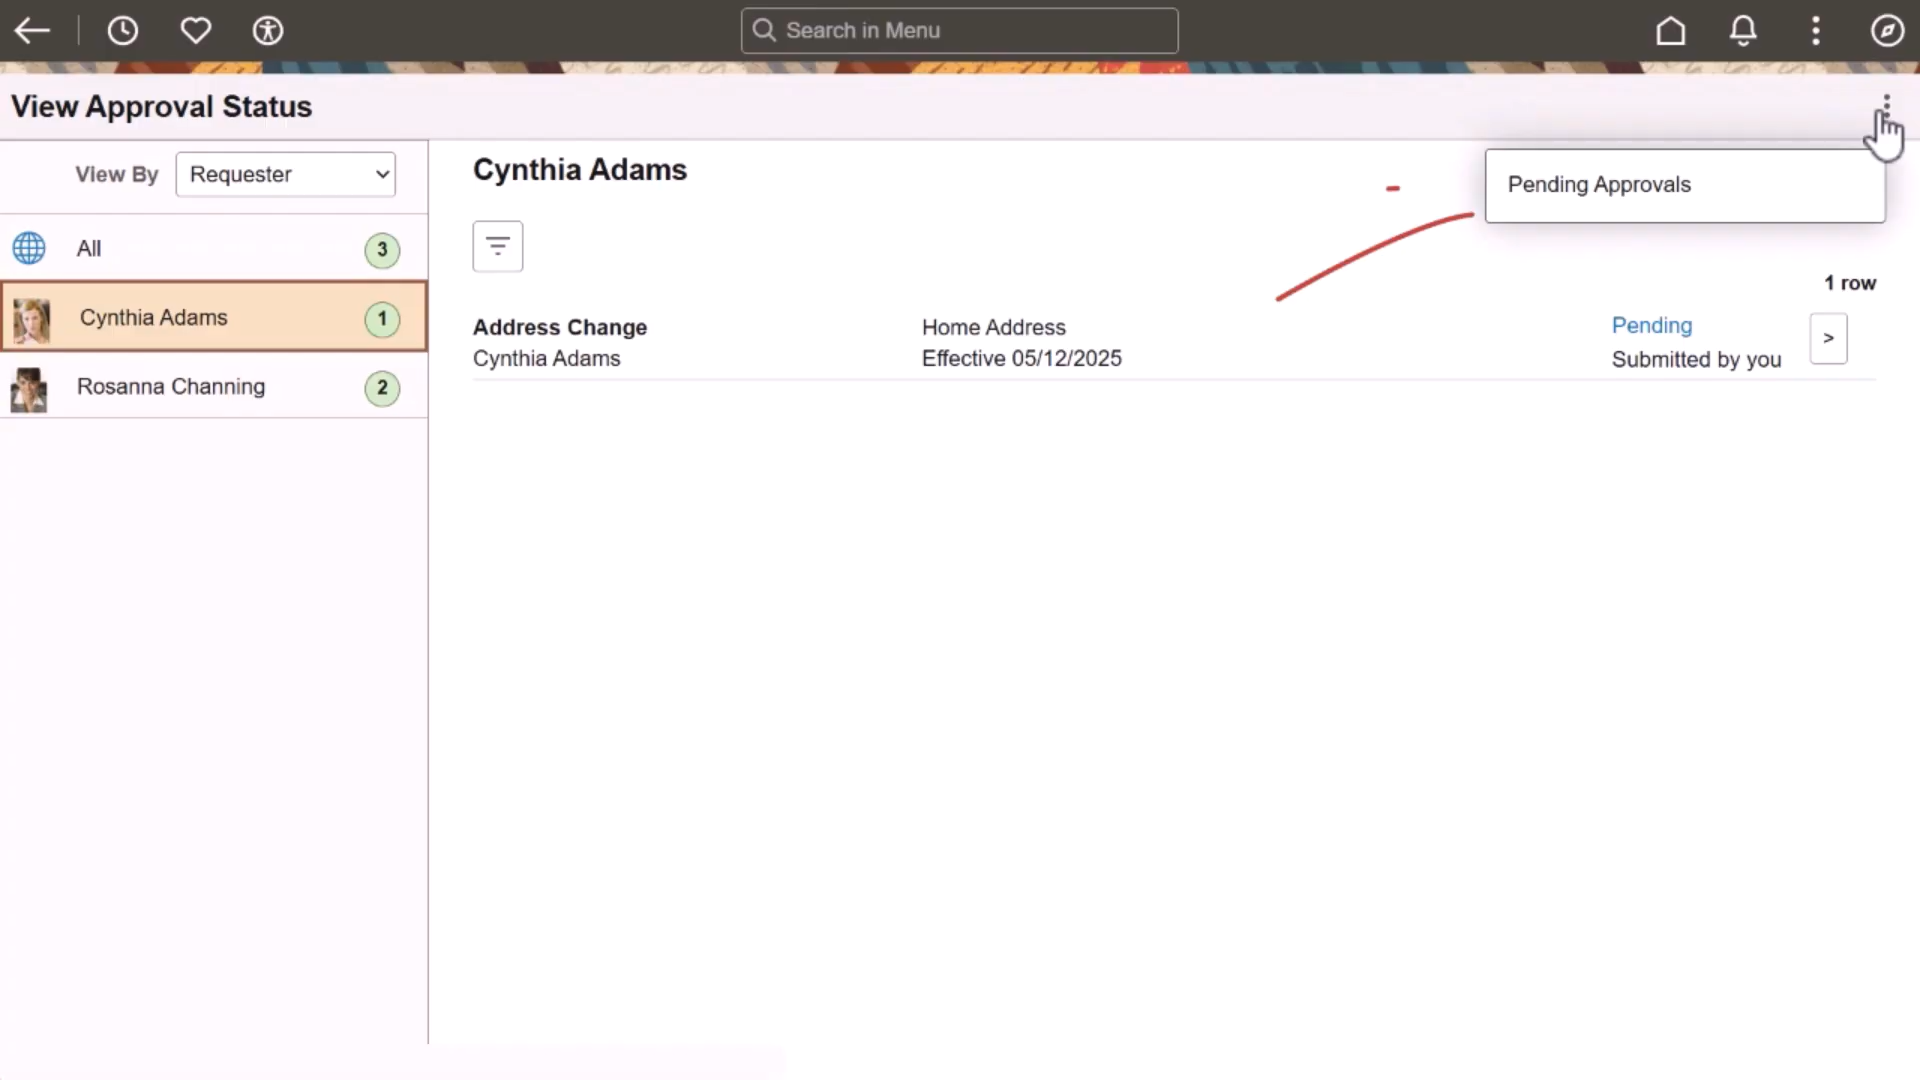 Search in Menu
View Approval Status
View By
Requester
All
3
Cynthia Adams
1
Rosanna Channing
2
Cynthia Adams
Pending Approvals
1 row
Address Change
Cynthia Adams
Home Address
Effective 05/12/2025
Pending
Submitted by you
>